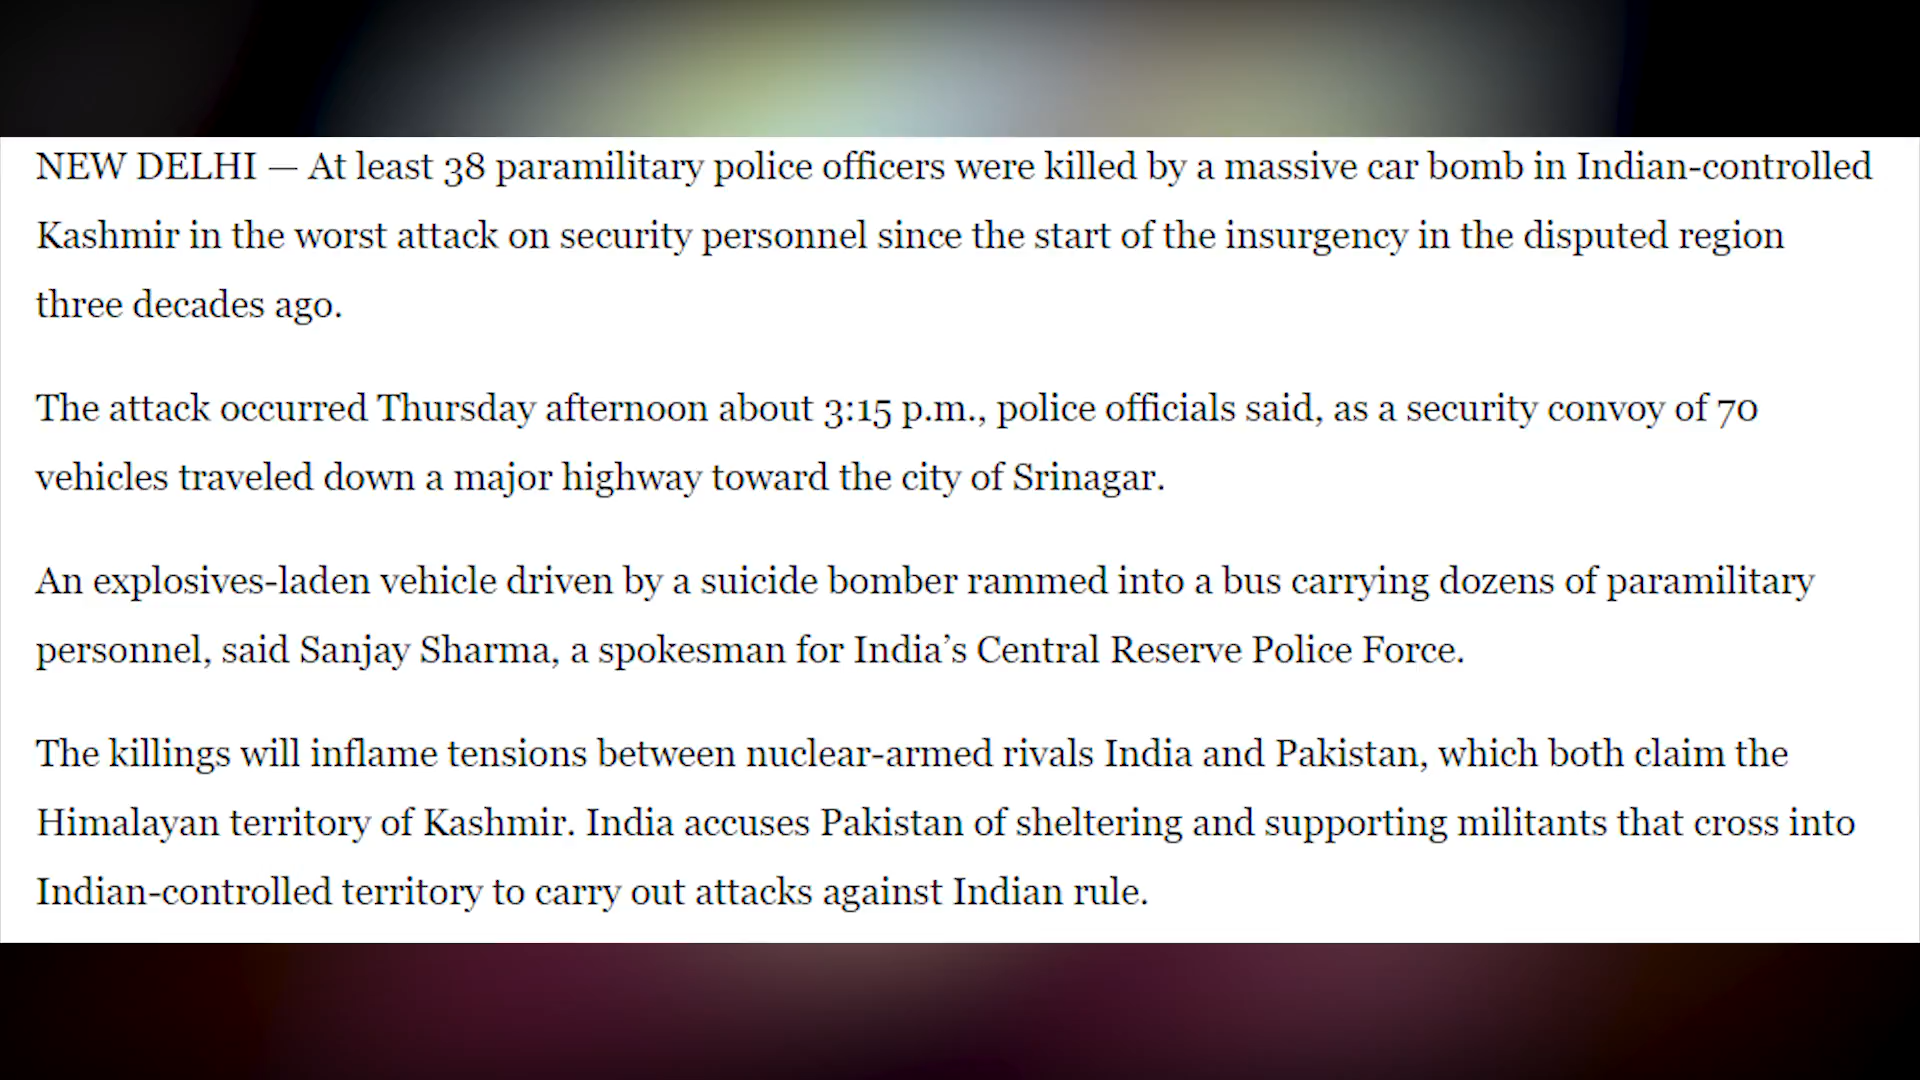 NEW DELHI — At least 38 paramilitary police officers were killed by a massive car bomb in Indian-controlled
Kashmir in the worst attack on security personnel since the start of the insurgency in the disputed region
three decades ago.
The attack occurred Thursday afternoon about 3:15 p.m., police officials said, as a security convoy of 70
vehicles traveled down a major highway toward the city of Srinagar.
An explosives-laden vehicle driven by a suicide bomber rammed into a bus carrying dozens of paramilitary
personnel, said Sanjay Sharma, a spokesman for India’s Central Reserve Police Force.
The killings will inflame tensions between nuclear-armed rivals India and Pakistan, which both claim the
Himalayan territory of Kashmir. India accuses Pakistan of sheltering and supporting militants that cross into
Indian-controlled territory to carry out attacks against Indian rule.